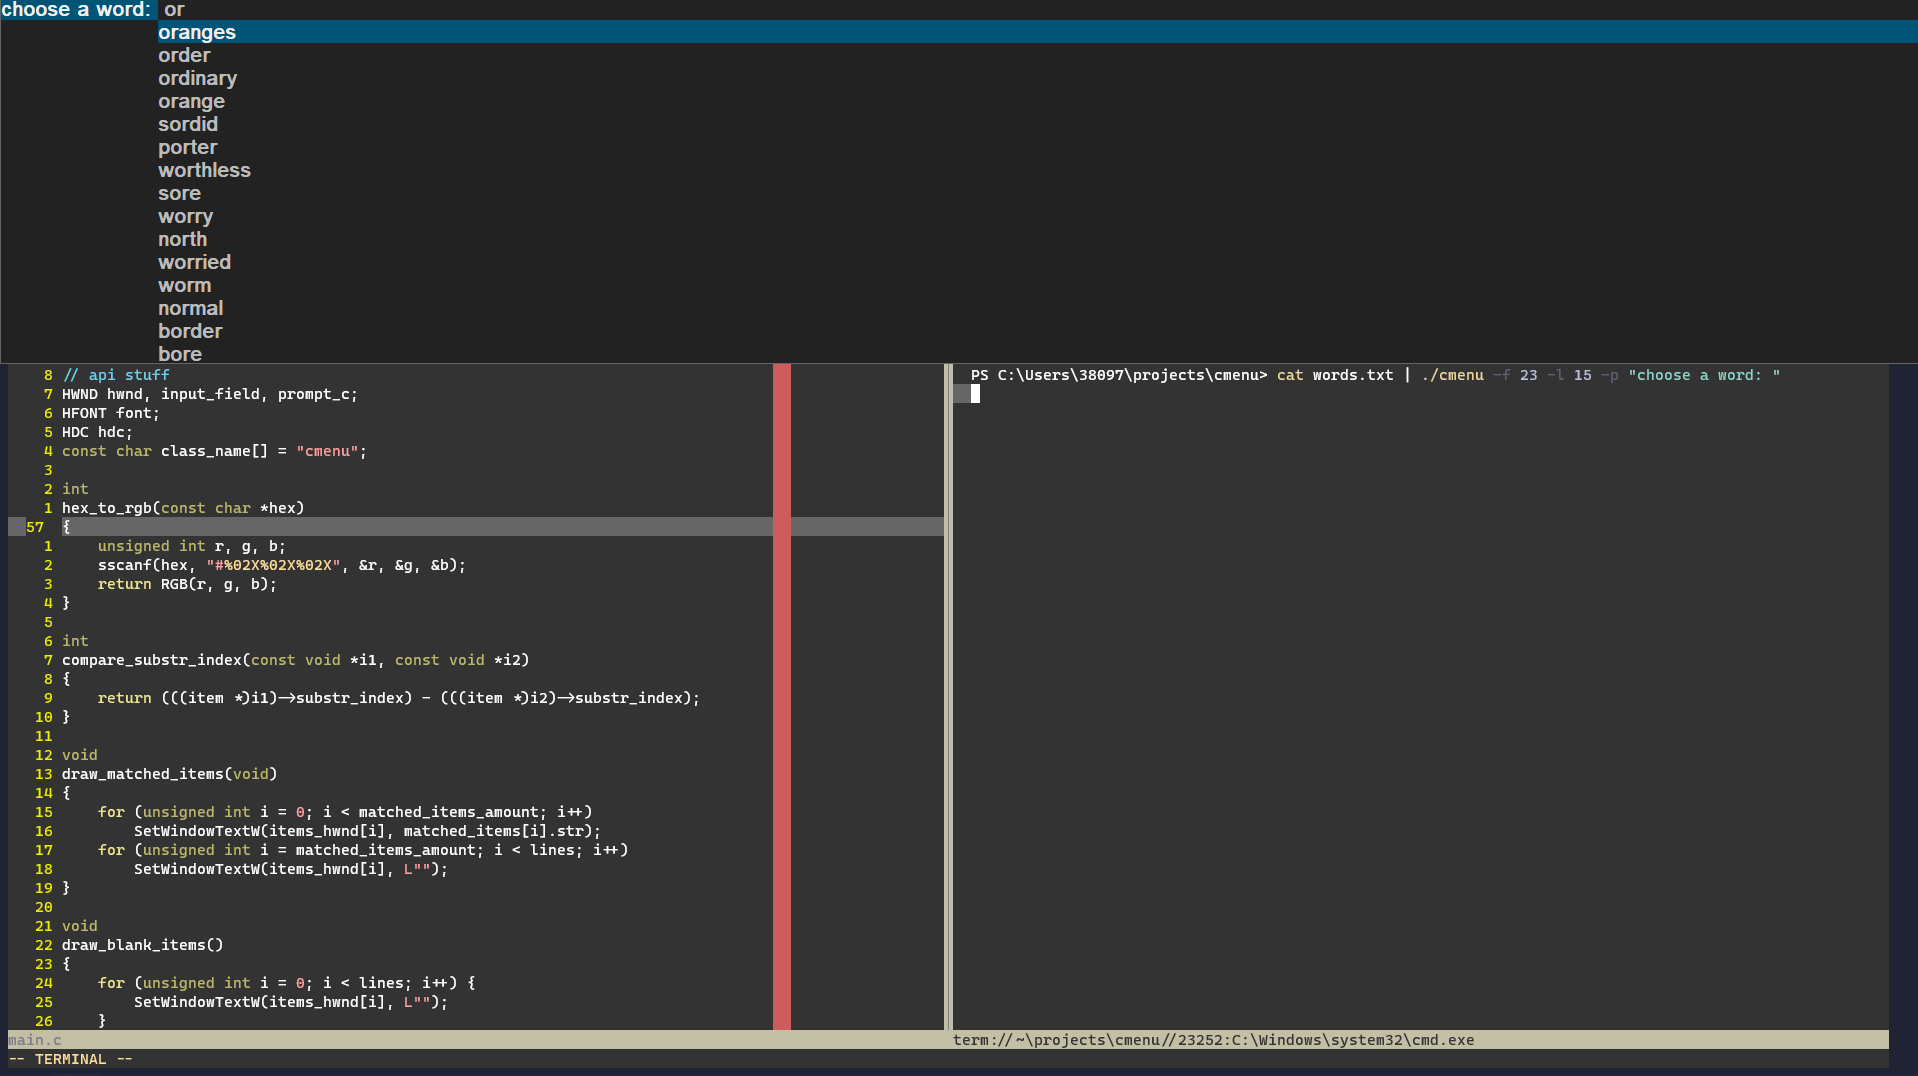 choose a word: or
oranges
order
ordinary
orange
sordid
porter
worthless
sore
worry
north
worried
worm
normal
border
bore
8 // api stuff
7 HWND hwnd, input_field, prompt_c;
6 HFONT font;
5 HDC hdc;
4 const char class_name[] = "cmenu";
3
2 int
1 hex_to_rgb(const char *hex)
57 {
1     unsigned int r, g, b;
2     sscanf(hex, "#%02X%02X%02X", &r, &g, &b);
3     return RGB(r, g, b);
4 }
5
6 int
7 compare_substr_index(const void *i1, const void *i2)
8 {
9     return (((item *)i1)->substr_index) - (((item *)i2)->substr_index);
10 }
11
12 void
13 draw_matched_items(void)
14 {
15     for (unsigned int i = 0; i < matched_items_amount; i++)
16         SetWindowTextW(items_hwnd[i], matched_items[i].str);
17     for (unsigned int i = matched_items_amount; i < lines; i++)
18         SetWindowTextW(items_hwnd[i], L"");
19 }
20
21 void
22 draw_blank_items()
23 {
24     for (unsigned int i = 0; i < lines; i++) {
25         SetWindowTextW(items_hwnd[i], L"");
26     }
main.c
-- TERMINAL --
PS C:\Users\38097\projects\cmenu> cat words.txt | ./cmenu -f 23 -l 15 -p "choose a word: "
term://~\projects\cmenu//23252:C:\Windows\system32\cmd.exe